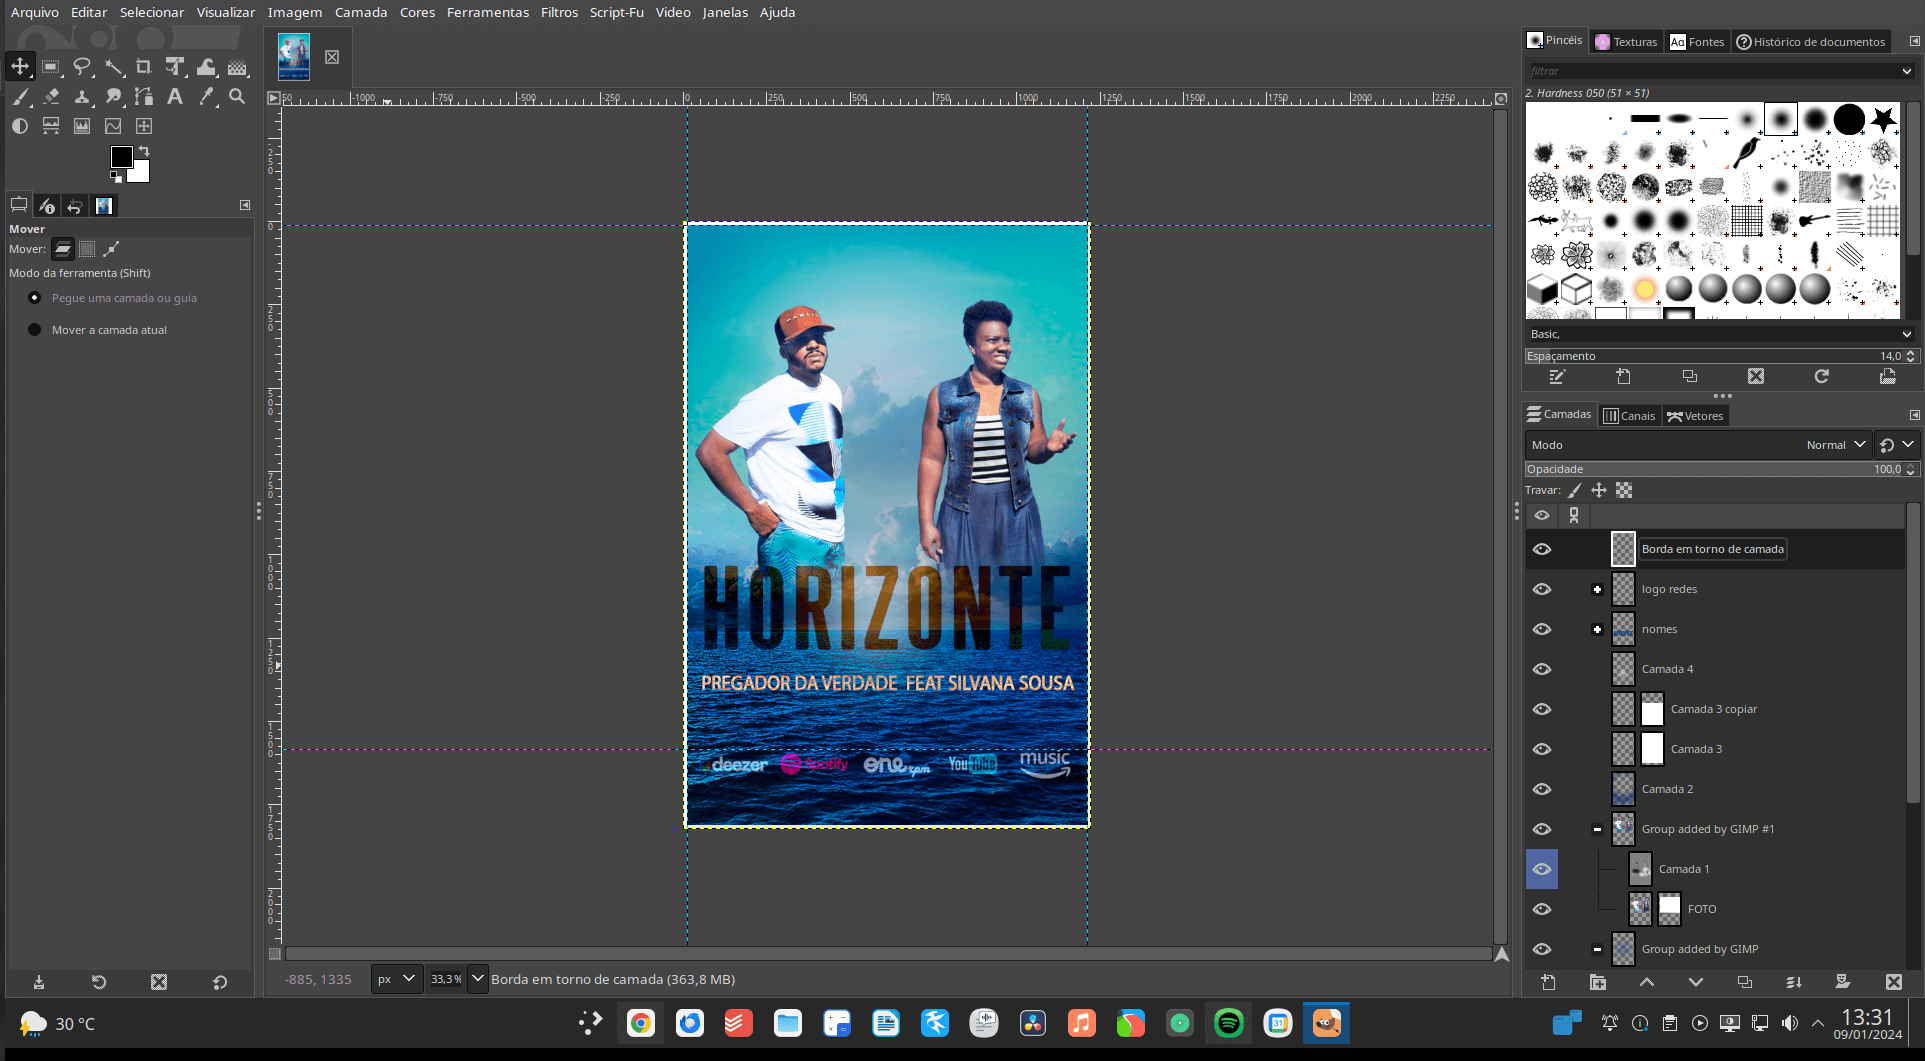 Arquivo Editar Selecionar Visualizar Imagem Camada Cores Ferramentas Filtros Script-Fu Video Janelas Ajuda
Pincéis Texturas Aa Fontes Histórico de documentos
filtrar
2. Hardness 050 (51 × 51)
-1000 -750 -500 -250 0 250 500 750 1000 1250 1500 1750 2000 2250
Mover
Mover:
Modo da ferramenta (Shift)
Pegue uma camada ou guia
Mover a camada atual
HORIZONTE
PREGADOR DA VERDADE FEAT SILVANA SOUSA
deezer Spotify One rpm YouTube music
Basic,
Espaçamento 14,0
Camadas Canais Vetores
Modo Normal
Opacidade 100,0
Travar:
Borda em torno de camada
logo redes
nomes
Camada 4
Camada 3 copiar
Camada 3
Camada 2
Group added by GIMP #1
Camada 1
FOTO
Group added by GIMP
-885, 1335 px 33,3 % Borda em torno de camada (363,8 MB)
30 °C
31
13:31
09/01/2024